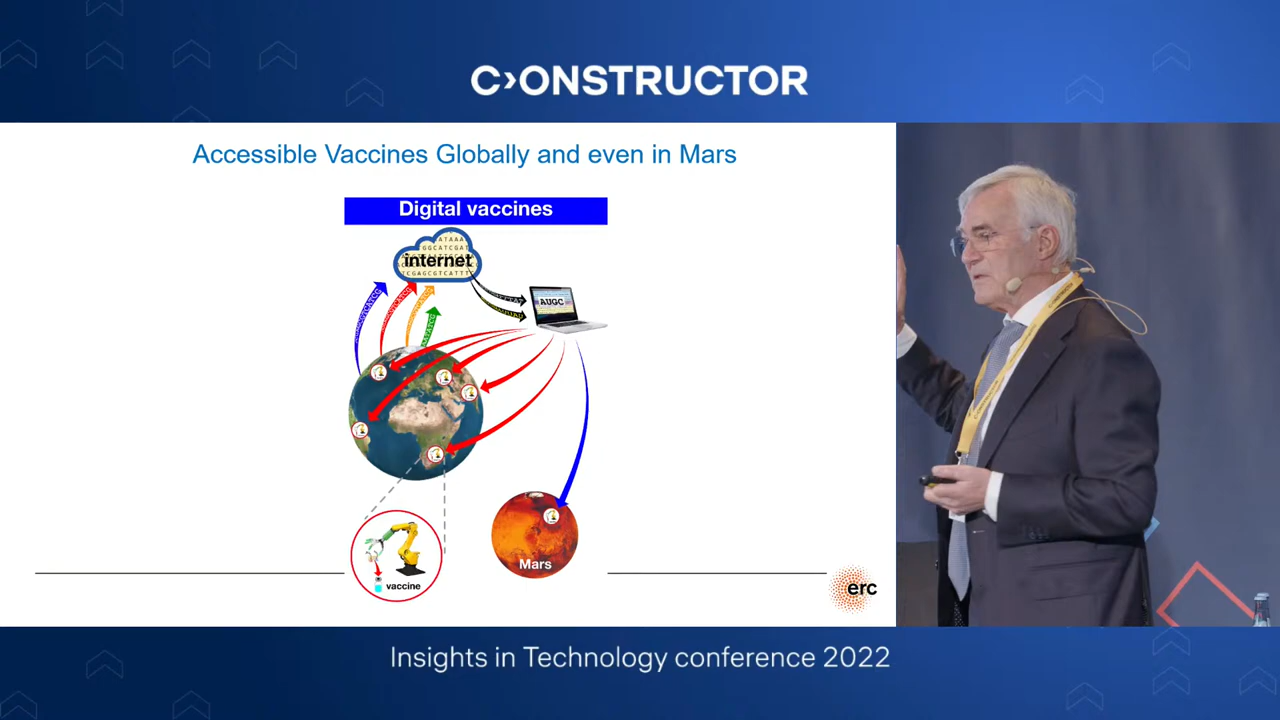 C›ONSTRUCTOR
Accessible Vaccines Globally and even in Mars
Digital vaccines
internet
AUGC
Mars
vaccine
erc
Insights in Technology conference 2022